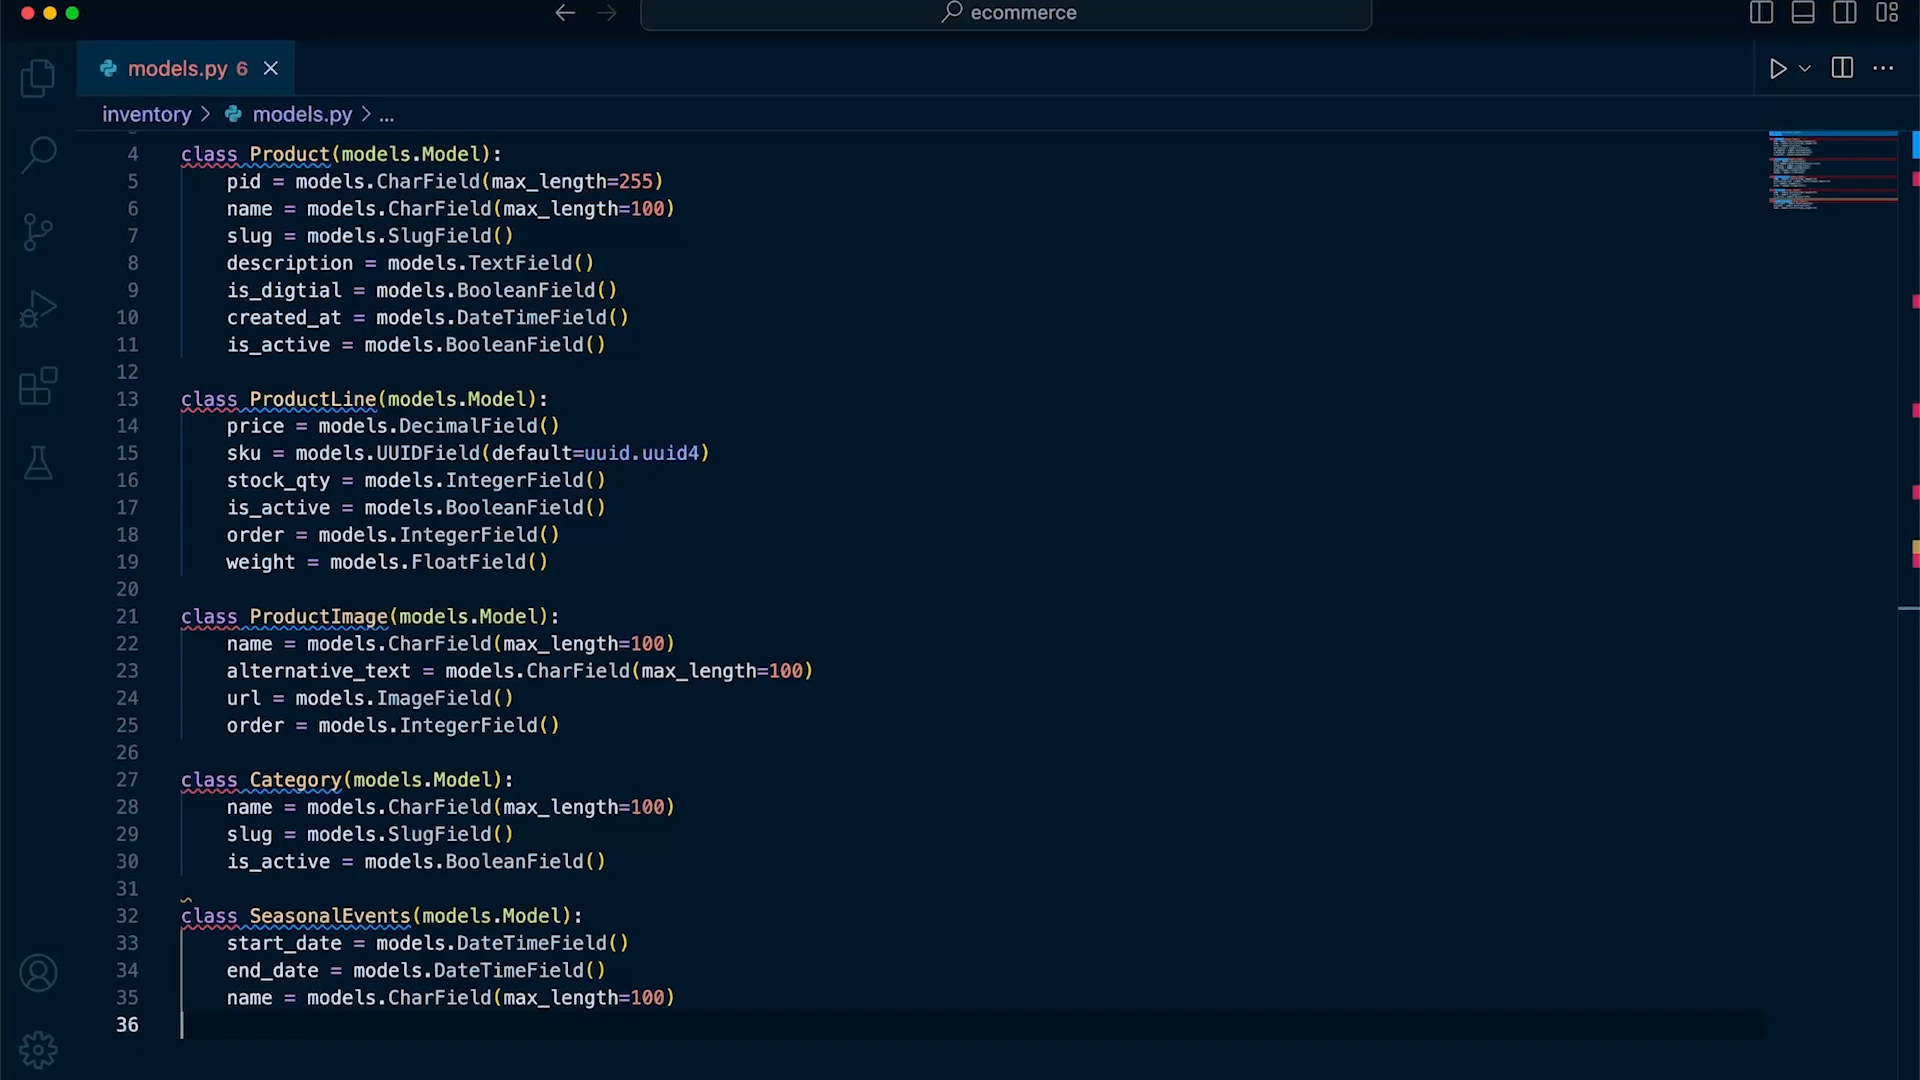 ecommerce
models.py 6
inventory > models.py > ...
4 class Product(models.Model):
5     pid = models.CharField(max_length=255)
6     name = models.CharField(max_length=100)
7     slug = models.SlugField()
8     description = models.TextField()
9     is_digtial = models.BooleanField()
10     created_at = models.DateTimeField()
11     is_active = models.BooleanField()
12
13 class ProductLine(models.Model):
14     price = models.DecimalField()
15     sku = models.UUIDField(default=uuid.uuid4)
16     stock_qty = models.IntegerField()
17     is_active = models.BooleanField()
18     order = models.IntegerField()
19     weight = models.FloatField()
20
21 class ProductImage(models.Model):
22     name = models.CharField(max_length=100)
23     alternative_text = models.CharField(max_length=100)
24     url = models.ImageField()
25     order = models.IntegerField()
26
27 class Category(models.Model):
28     name = models.CharField(max_length=100)
29     slug = models.SlugField()
30     is_active = models.BooleanField()
31
32 class SeasonalEvents(models.Model):
33     start_date = models.DateTimeField()
34     end_date = models.DateTimeField()
35     name = models.CharField(max_length=100)
36